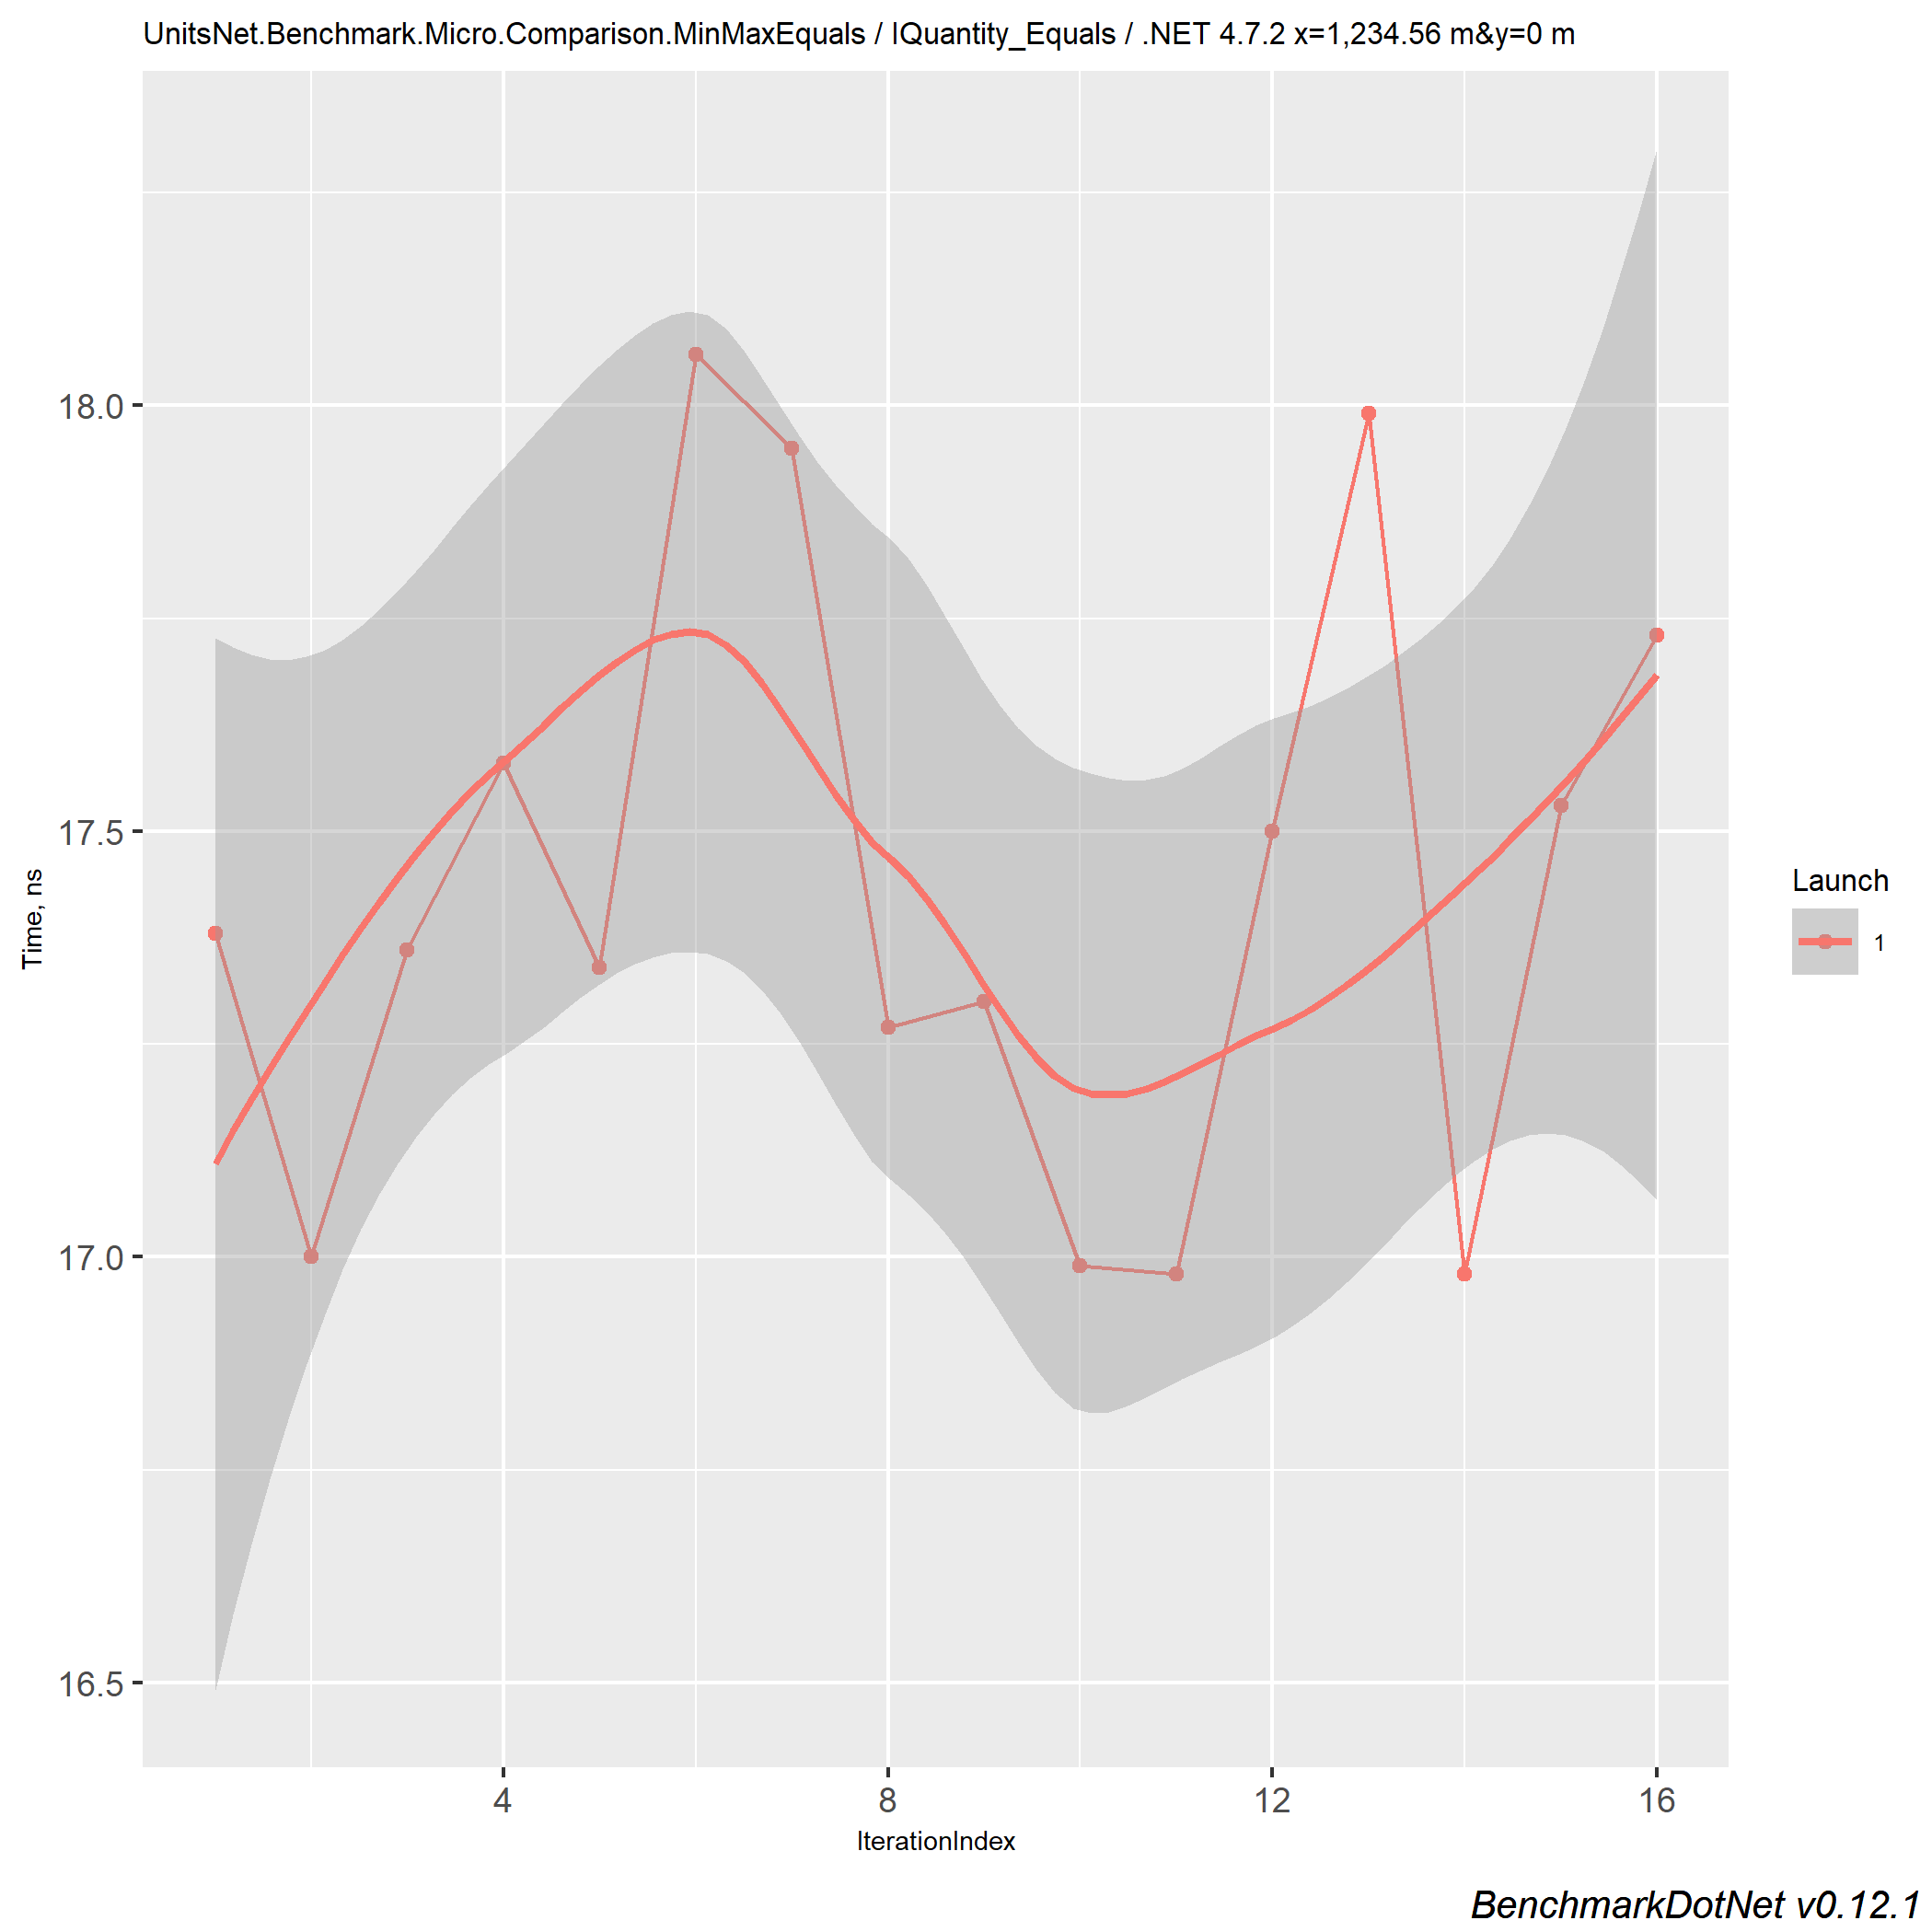 UnitsNet.Benchmark.Micro.Comparison.MinMaxEquals / IQuantity_Equals / .NET 4.7.2 x=1,234.56 m&y=0 m
18.0
17.5
17.0
16.5
Time, ns
4 8 12 16
IterationIndex
Launch
1
BenchmarkDotNet v0.12.1